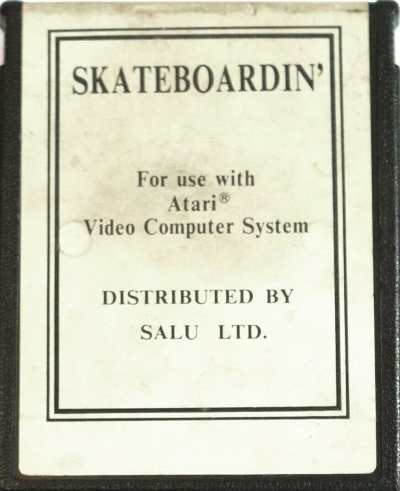 SKATEBOARDIN'
For use with
Atari®
Video Computer System
DISTRIBUTED BY
SALU LTD.